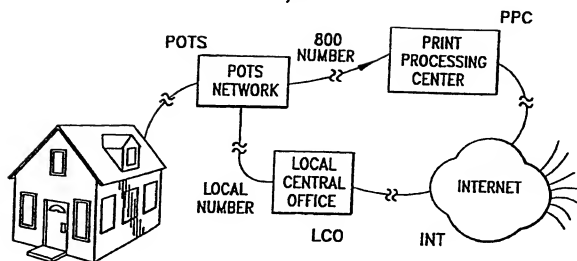 PPC
POTS
800
NUMBER
PRINT
PROCESSING
CENTER
POTS
NETWORK
LOCAL
CENTRAL
OFFICE
INTERNET
LOCAL
NUMBER
LCO
INT